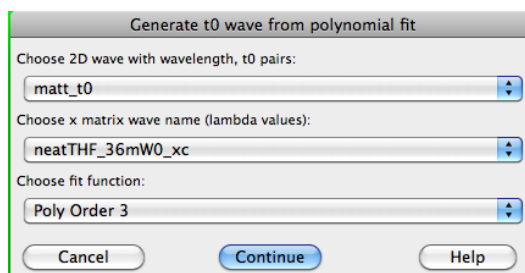 Generate t0 wave from polynomial fit
Choose 2D wave with wavelength, t0 pairs:
matt_t0
Choose x matrix wave name (lambda values):
neatTHF_36mW0_xc
Choose fit function:
Poly Order 3
Cancel Continue Help